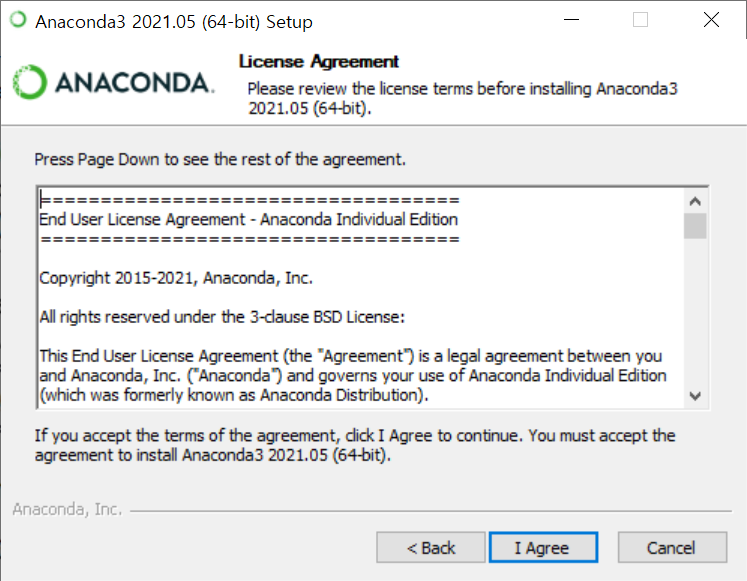 Anaconda3 2021.05 (64-bit) Setup
ANACONDA.
License Agreement
Please review the license terms before installing Anaconda3
2021.05 (64-bit).
Press Page Down to see the rest of the agreement.
===================================
End User License Agreement - Anaconda Individual Edition
===================================
Copyright 2015-2021, Anaconda, Inc.
All rights reserved under the 3-clause BSD License:
This End User License Agreement (the "Agreement") is a legal agreement between you
and Anaconda, Inc. ("Anaconda") and governs your use of Anaconda Individual Edition
(which was formerly known as Anaconda Distribution).
If you accept the terms of the agreement, click I Agree to continue. You must accept the
agreement to install Anaconda3 2021.05 (64-bit).
Anaconda, Inc.
< Back
I Agree
Cancel